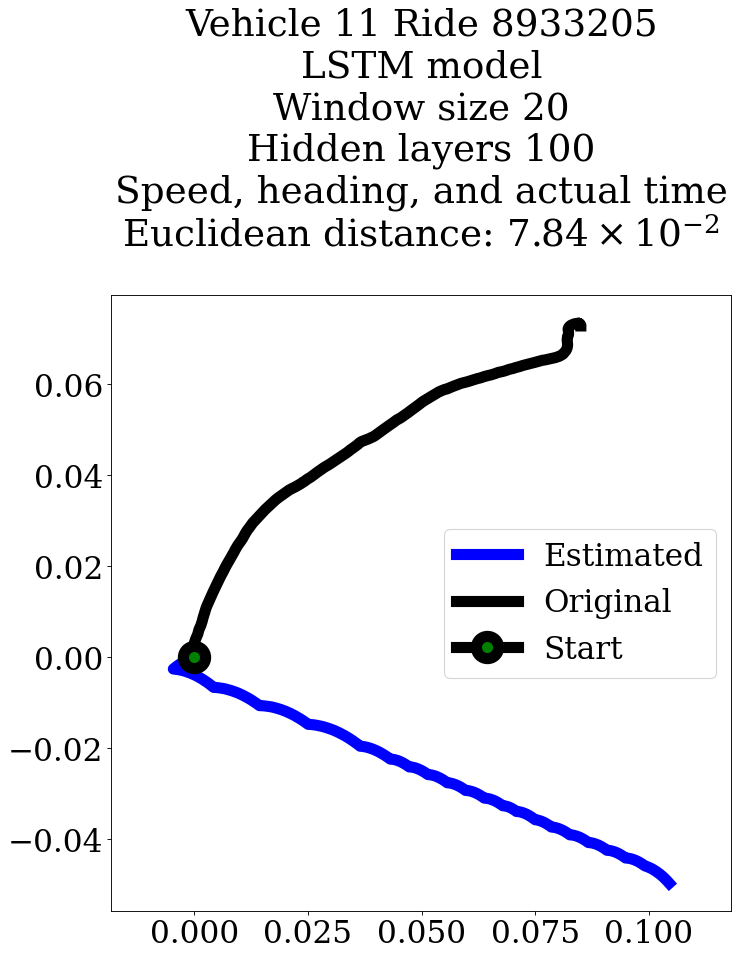 Vehicle 11 Ride 8933205
LSTM model
Window size 20
Hidden layers 100
Speed, heading, and actual time
Euclidean distance: 7.84 × 10⁻²
0.06
0.04
0.02
0.00
−0.02
−0.04
Estimated
Original
Start
0.000 0.025 0.050 0.075 0.100